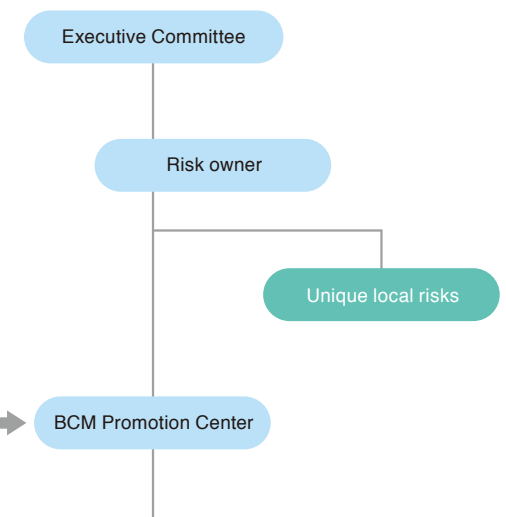 Executive Committee
Risk owner
Unique local risks
BCM Promotion Center